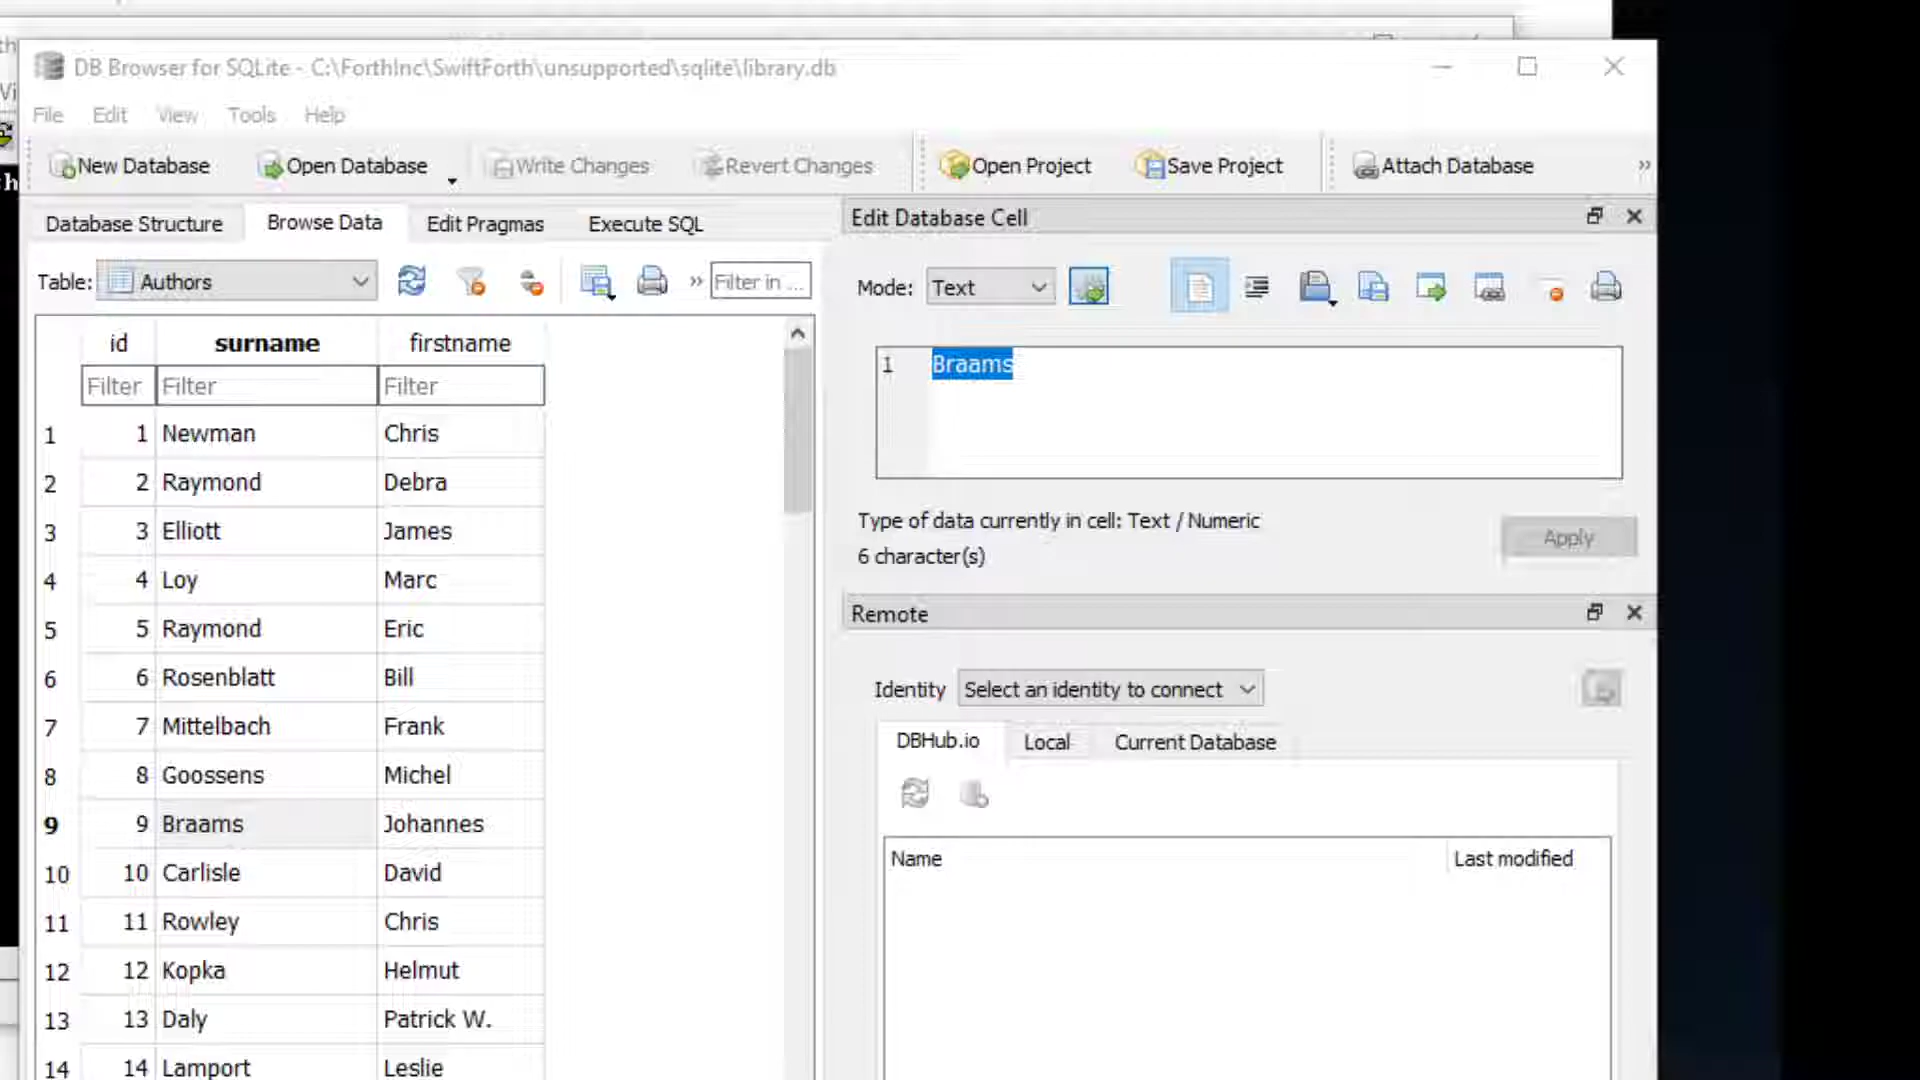 DB Browser for SQLite - C:\ForthInc\SwiftForth\unsupported\sqlite\library.db
File Edit View Tools Help
New Database Open Database Write Changes Revert Changes Open Project Save Project Attach Database »
Database Structure Browse Data Edit Pragmas Execute SQL
Edit Database Cell
Table: Authors » Filter in ...
Mode: Text
id surname firstname
Filter Filter Filter
1 Braams
1 1 Newman Chris
2 2 Raymond Debra
3 3 Elliott James
4 4 Loy Marc
5 5 Raymond Eric
6 6 Rosenblatt Bill
7 7 Mittelbach Frank
8 8 Goossens Michel
9 9 Braams Johannes
10 10 Carlisle David
11 11 Rowley Chris
12 12 Kopka Helmut
13 13 Daly Patrick W.
14 14 Lamport Leslie
Type of data currently in cell: Text / Numeric
6 character(s)
Apply
Remote
Identity Select an identity to connect
DBHub.io Local Current Database
Name Last modified